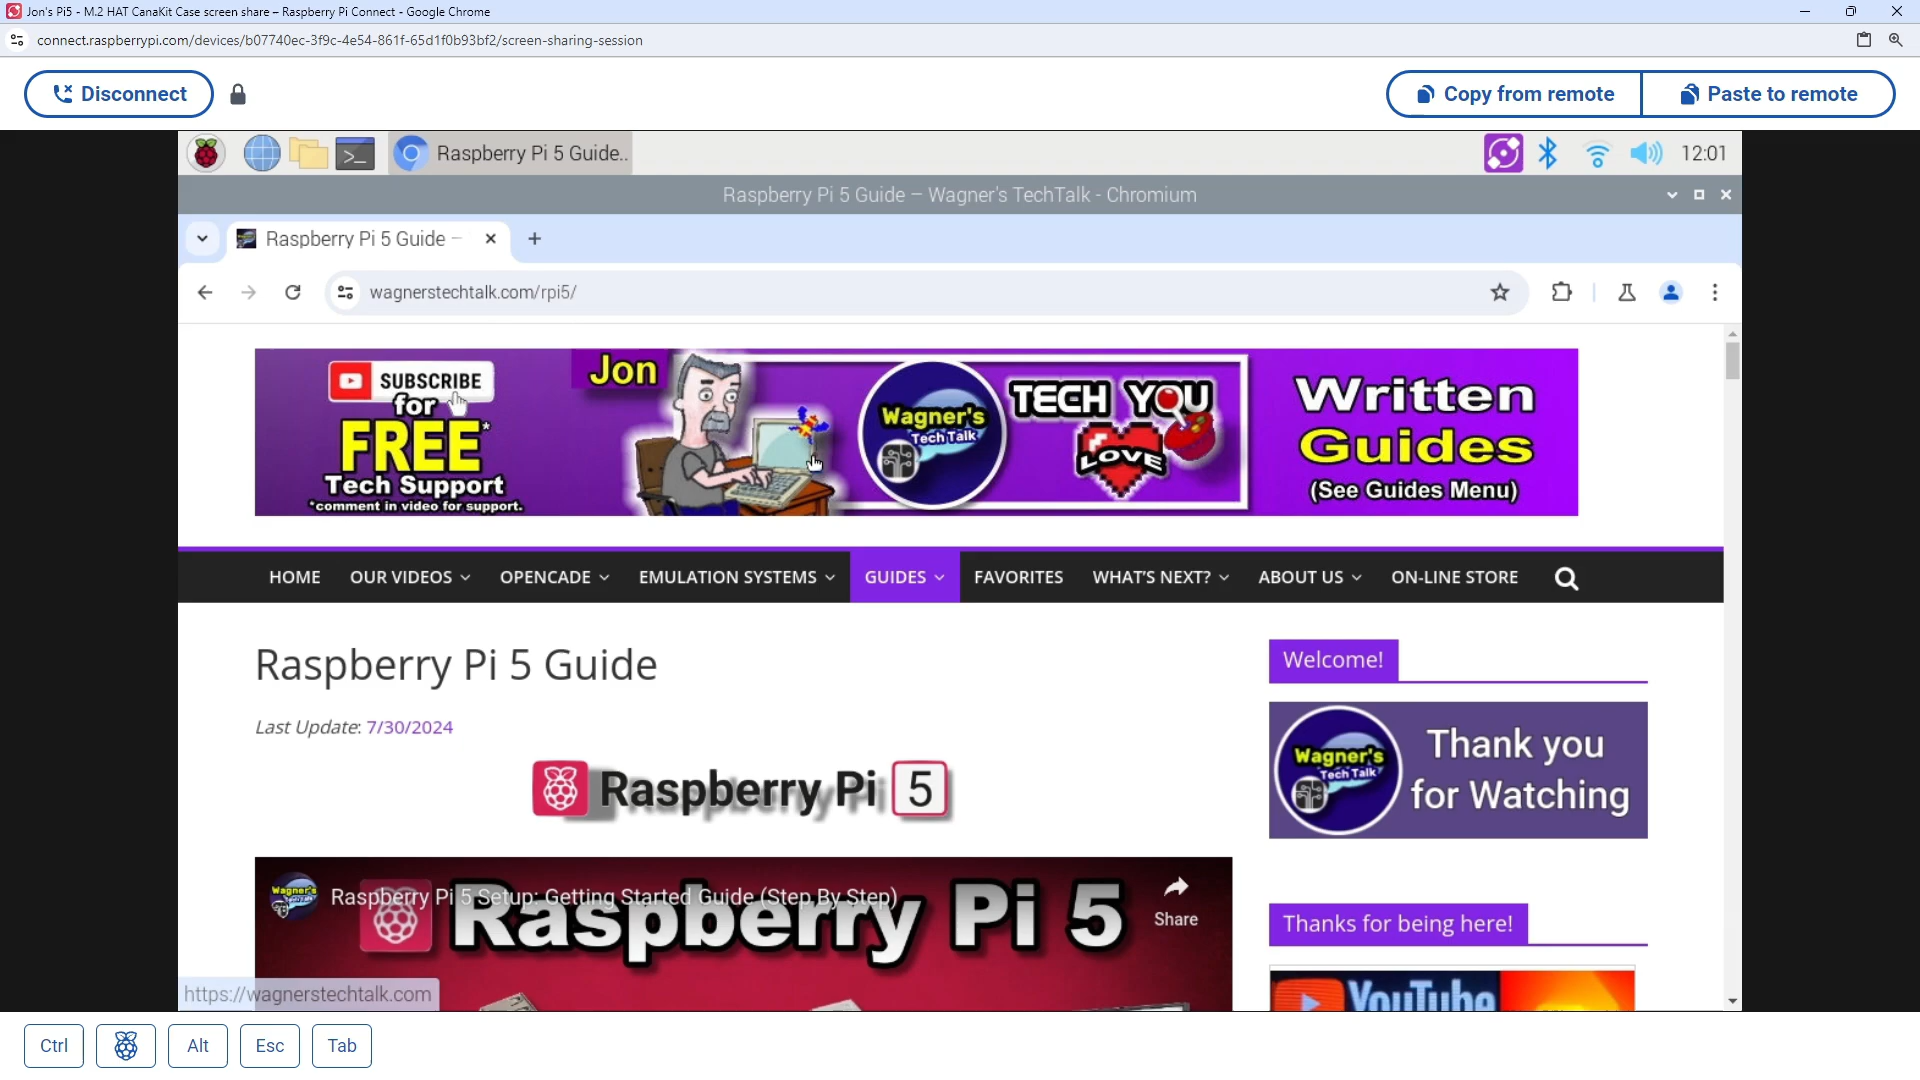 Jon's Pi5 - M.2 HAT CanaKit Case screen share – Raspberry Pi Connect - Google Chrome
connect.raspberrypi.com/devices/b07740ec-3f9c-4e54-861f-65d1f0b93bf2/screen-sharing-session
Disconnect
Copy from remote
Paste to remote
Raspberry Pi 5 Guide..
12:01
Raspberry Pi 5 Guide – Wagner's TechTalk - Chromium
Raspberry Pi 5 Guide –
wagnerstechtalk.com/rpi5/
SUBSCRIBE
for
FREE*
Tech Support
*comment in video for support.
Jon
Wagner's
Tech Talk
TECH YOU
LOVE
Written
Guides
(See Guides Menu)
HOME
OUR VIDEOS
OPENCADE
EMULATION SYSTEMS
GUIDES
FAVORITES
WHAT'S NEXT?
ABOUT US
ON-LINE STORE
Raspberry Pi 5 Guide
Last Update: 7/30/2024
Raspberry Pi 5
Welcome!
Wagner's
Tech Talk
Thank you
for Watching
Wagner's
Tech Talk
Raspberry Pi 5 Setup: Getting Started Guide (Step By Step)
Raspberry Pi 5
Share
Thanks for being here!
YouTube
https://wagnerstechtalk.com
Ctrl
Alt
Esc
Tab